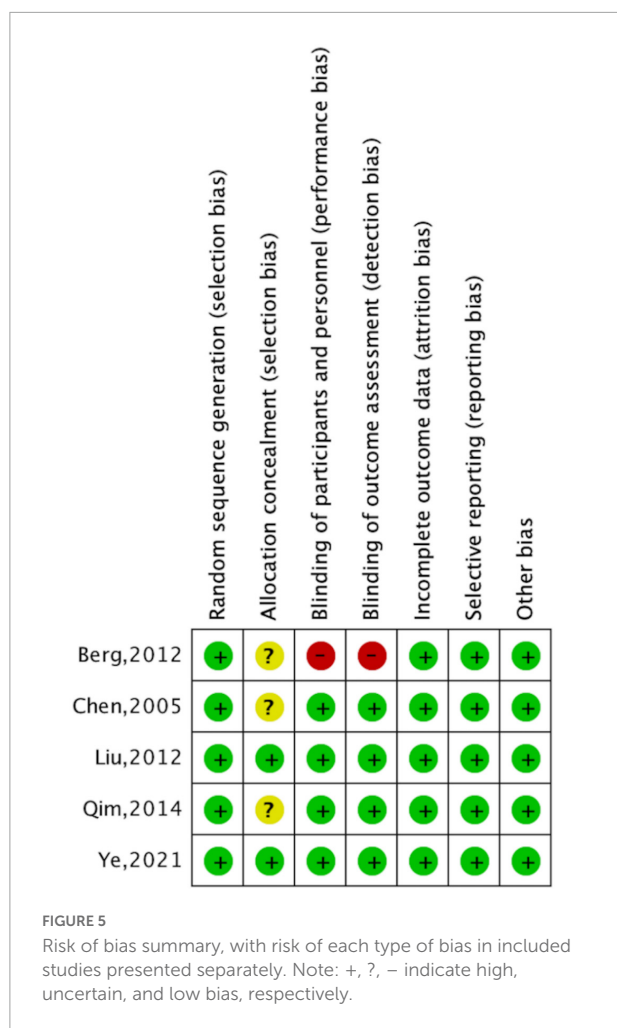 Random sequence generation (selection bias)
Allocation concealment (selection bias)
Blinding of participants and personnel (performance bias)
Blinding of outcome assessment (detection bias)
Incomplete outcome data (attrition bias)
Selective reporting (reporting bias)
Other bias
Berg,2012 + ? - - + + +
Chen,2005 + ? + + + + +
Liu,2012 + + + + + + +
Qim,2014 + ? + + + + +
Ye,2021 + + + + + + +
FIGURE 5
Risk of bias summary, with risk of each type of bias in included
studies presented separately. Note: +, ?, – indicate high,
uncertain, and low bias, respectively.